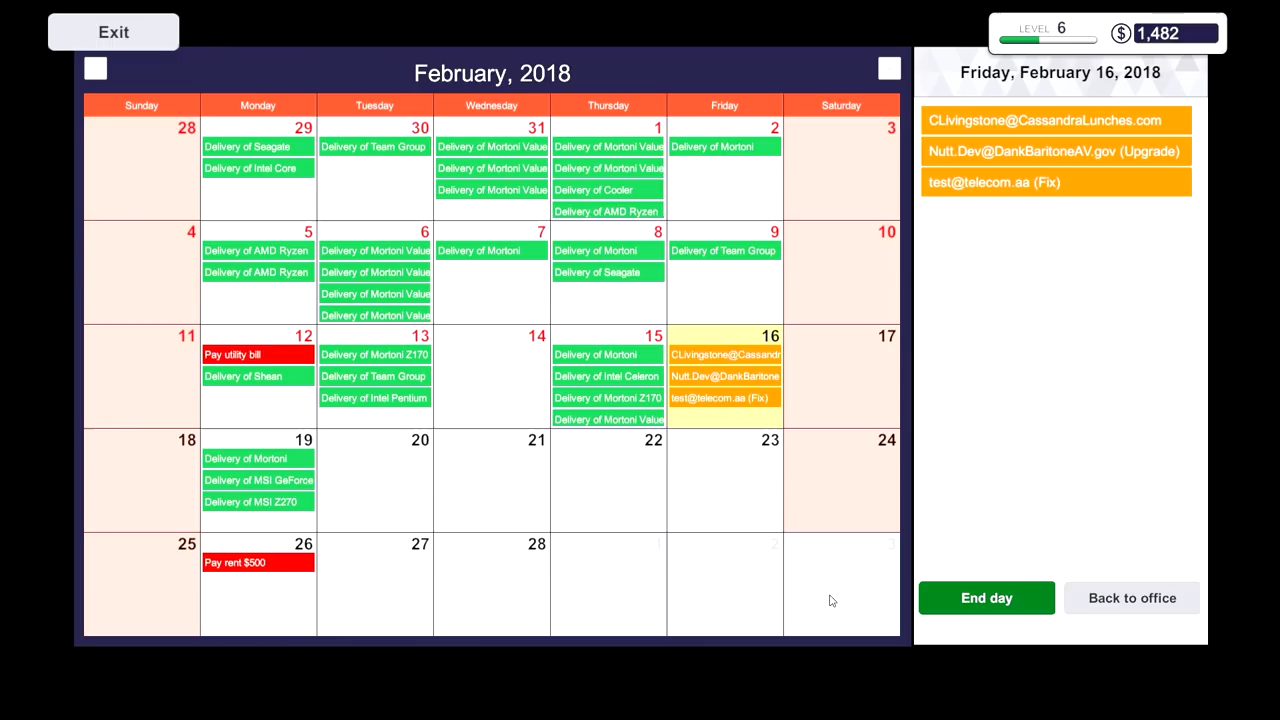 Exit
LEVEL 6
$ 1,482
February, 2018
Friday, February 16, 2018
Sunday Monday Tuesday Wednesday Thursday Friday Saturday
CLivingstone@CassandraLunches.com
Nutt.Dev@DankBaritoneAV.gov (Upgrade)
test@telecom.aa (Fix)
28 29 30 31 1 2 3
Delivery of Seagate Delivery of Team Group Delivery of Mortoni Value Delivery of Mortoni Value Delivery of Mortoni
Delivery of Intel Core Delivery of Mortoni Value Delivery of Mortoni Value
Delivery of Mortoni Value Delivery of Cooler
Delivery of AMD Ryzen
4 5 6 7 8 9 10
Delivery of AMD Ryzen Delivery of Mortoni Value Delivery of Mortoni Delivery of Mortoni Delivery of Team Group
Delivery of AMD Ryzen Delivery of Mortoni Value Delivery of Seagate
Delivery of Mortoni Value
Delivery of Mortoni Value
11 12 13 14 15 16 17
Pay utility bill Delivery of Mortoni Z170 Delivery of Mortoni CLivingstone@Cassandr
Delivery of Shean Delivery of Team Group Delivery of Intel Celeron Nutt.Dev@DankBaritone
Delivery of Intel Pentium Delivery of Mortoni Z170 test@telecom.aa (Fix)
Delivery of Mortoni Value
18 19 20 21 22 23 24
Delivery of Mortoni
Delivery of MSI GeForce
Delivery of MSI Z270
25 26 27 28 1 2 3
Pay rent $500
End day Back to office